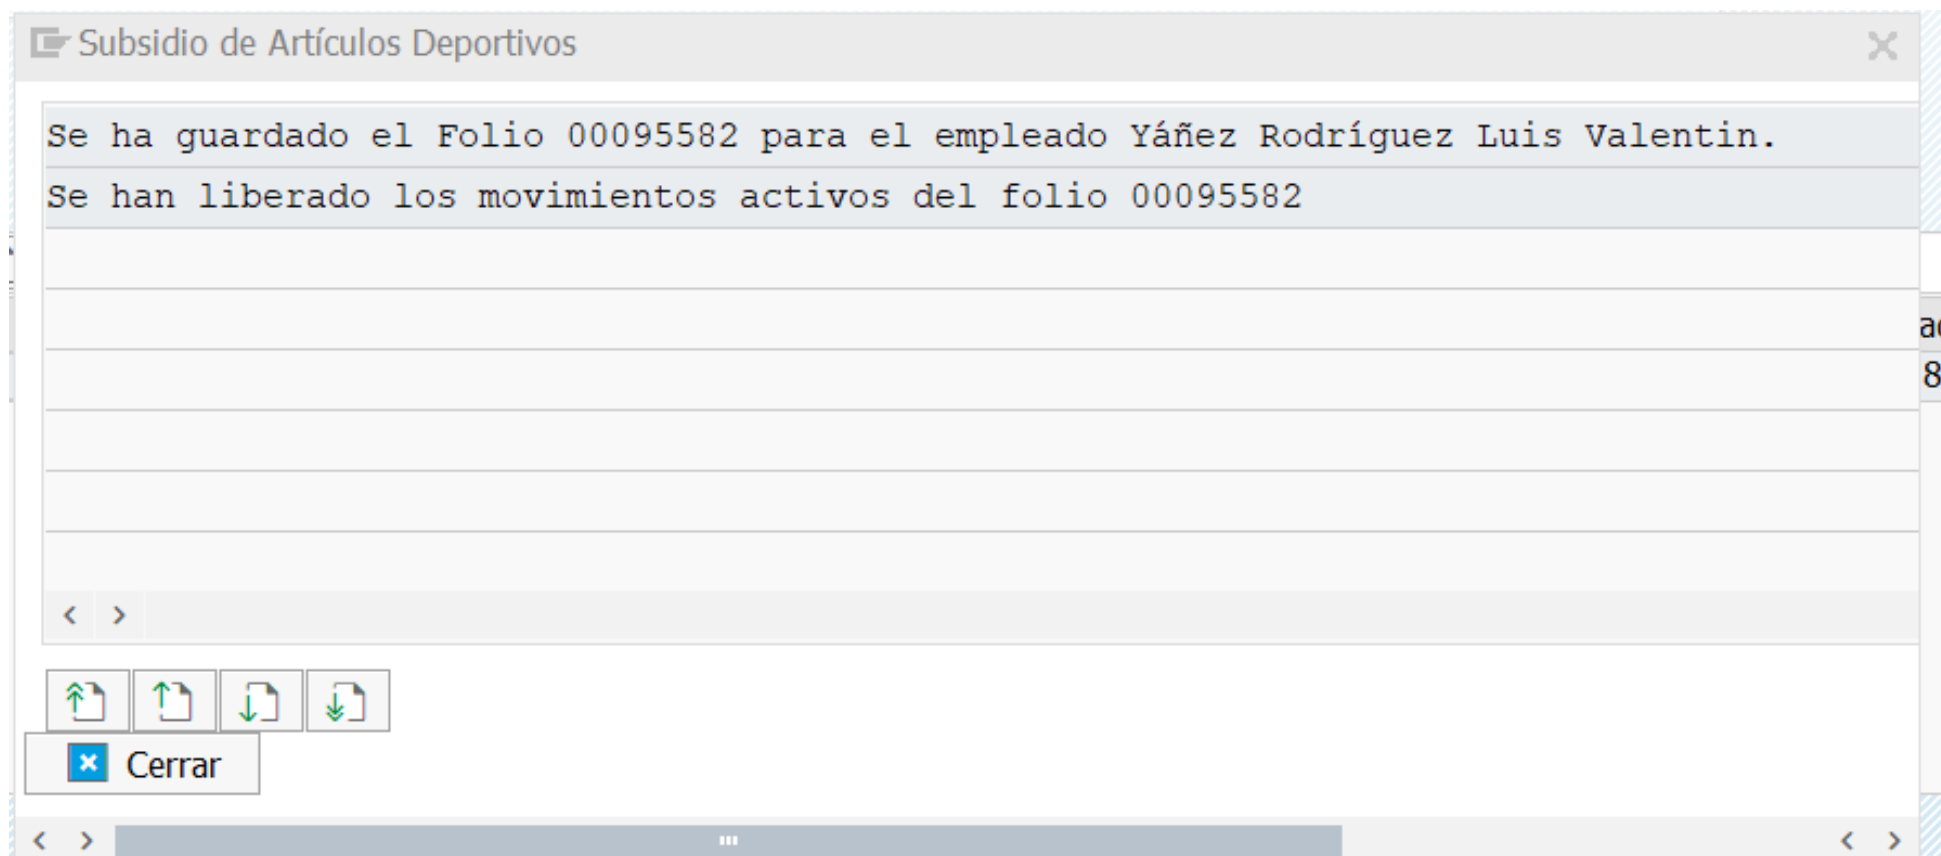 Subsidio de Artículos Deportivos
Se ha guardado el Folio 00095582 para el empleado Yáñez Rodríguez Luis Valentin.
Se han liberado los movimientos activos del folio 00095582
8
Cerrar